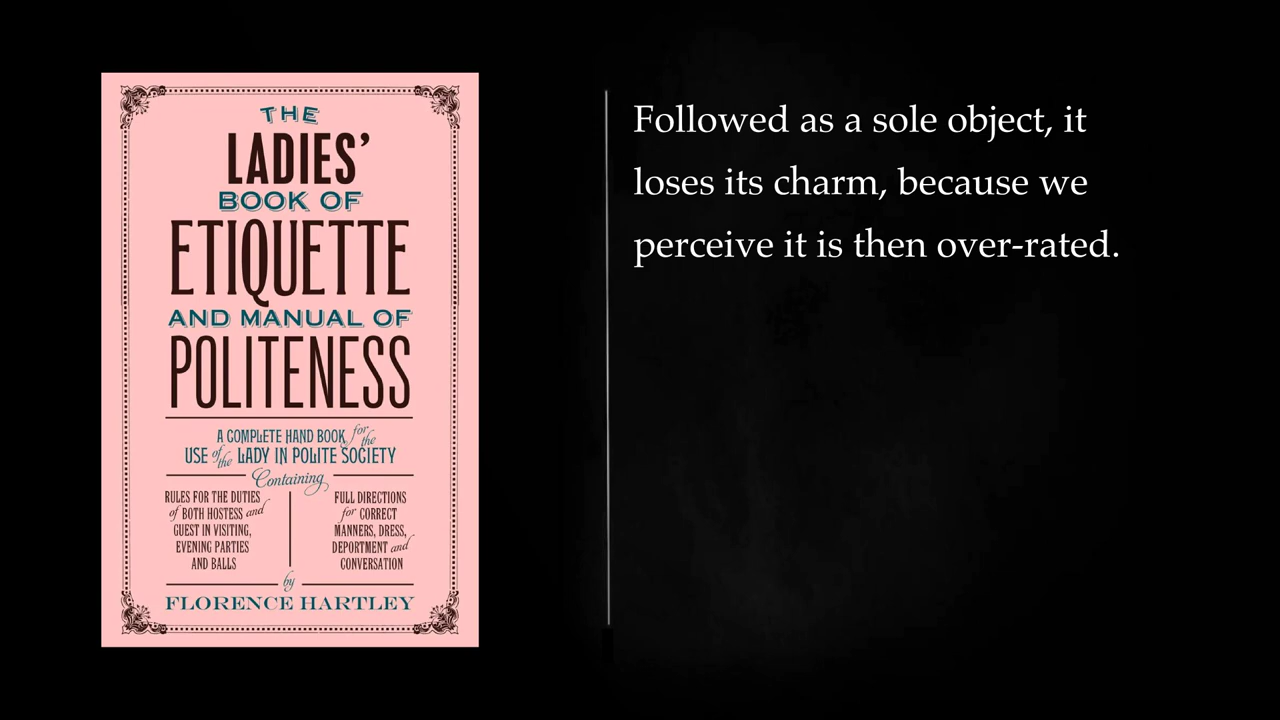 THE
LADIES'
BOOK OF
ETIQUETTE
AND MANUAL OF
POLITENESS
A COMPLETE HAND BOOK for the
USE of the LADY IN POLITE SOCIETY
Containing
RULES FOR THE DUTIES
of BOTH HOSTESS and
GUEST IN VISITING,
EVENING PARTIES
AND BALLS
FULL DIRECTIONS
for CORRECT
MANNERS, DRESS,
DEPORTMENT and
CONVERSATION
by
FLORENCE HARTLEY
Followed as a sole object, it
loses its charm, because we
perceive it is then over-rated.